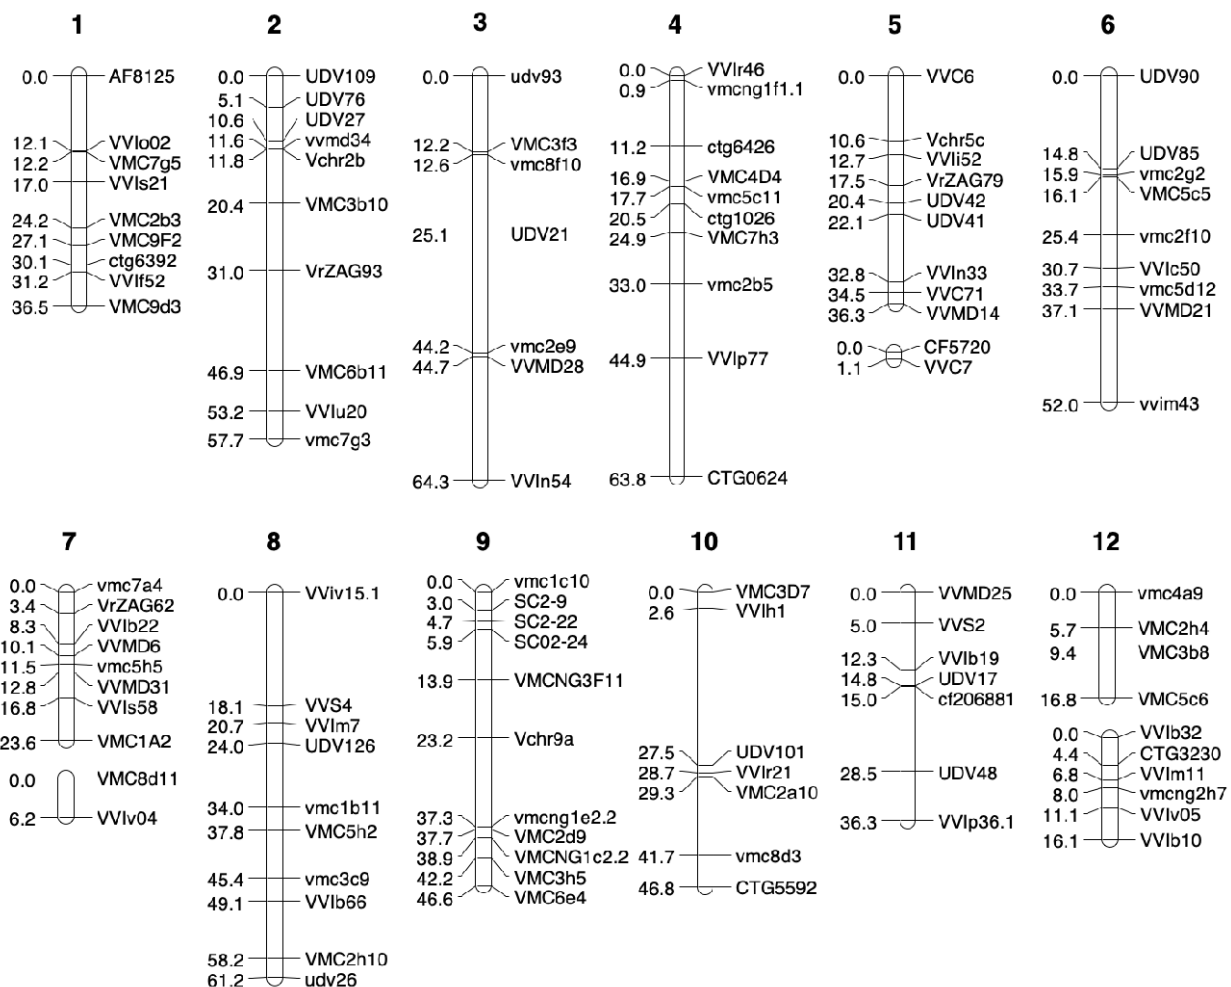 1
0.0 AF8125
12.1 VVIo02
12.2 VMC7g5
17.0 VVIs21
24.2 VMC2b3
27.1 VMC9F2
30.1 ctg6392
31.2 VVIf52
36.5 VMC9d3
2
0.0 UDV109
5.1 UDV76
10.6 UDV27
11.6 vvmd34
11.8 Vchr2b
20.4 VMC3b10
31.0 VrZAG93
46.9 VMC6b11
53.2 VVIu20
57.7 vmc7g3
3
0.0 udv93
12.2 VMC3f3
12.6 vmc8f10
25.1 UDV21
44.2 vmc2e9
44.7 VVMD28
64.3 VVIn54
4
0.0 VVIr46
0.9 vmcng1f1.1
11.2 ctg6426
16.9 VMC4D4
17.7 vmc5c11
20.5 ctg1026
24.9 VMC7h3
33.0 vmc2b5
44.9 VVIp77
63.8 CTG0624
5
0.0 VVC6
10.6 Vchr5c
12.7 VVIi52
17.5 VrZAG79
20.4 UDV42
22.1 UDV41
32.8 VVIn33
34.5 VVC71
36.3 VVMD14
0.0 CF5720
1.1 VVC7
6
0.0 UDV90
14.8 UDV85
15.9 vmc2g2
16.1 VMC5c5
25.4 vmc2f10
30.7 VVIc50
33.7 vmc5d12
37.1 VVMD21
52.0 vvim43
7
0.0 vmc7a4
3.4 VrZAG62
8.3 VVIb22
10.1 VVMD6
11.5 vmc5h5
12.8 VVMD31
16.8 VVIs58
23.6 VMC1A2
0.0 VMC8d11
6.2 VVIv04
8
0.0 VViv15.1
18.1 VVS4
20.7 VVIm7
24.0 UDV126
34.0 vmc1b11
37.8 VMC5h2
45.4 vmc3c9
49.1 VVIb66
58.2 VMC2h10
61.2 udv26
9
0.0 vmc1c10
3.0 SC2-9
4.7 SC2-22
5.9 SC02-24
13.9 VMCNG3F11
23.2 Vchr9a
37.3 vmcng1e2.2
37.7 VMC2d9
38.9 VMCNG1c2.2
42.2 VMC3h5
46.6 VMC6e4
10
0.0 VMC3D7
2.6 VVIh1
27.5 UDV101
28.7 VVIr21
29.3 VMC2a10
41.7 vmc8d3
46.8 CTG5592
11
0.0 VVMD25
5.0 VVS2
12.3 VVIb19
14.8 UDV17
15.0 cf206881
28.5 UDV48
36.3 VVIp36.1
12
0.0 vmc4a9
5.7 VMC2h4
9.4 VMC3b8
16.8 VMC5c6
0.0 VVIb32
4.4 CTG3230
6.8 VVIm11
8.0 vmcng2h7
11.1 VVIv05
16.1 VVIb10